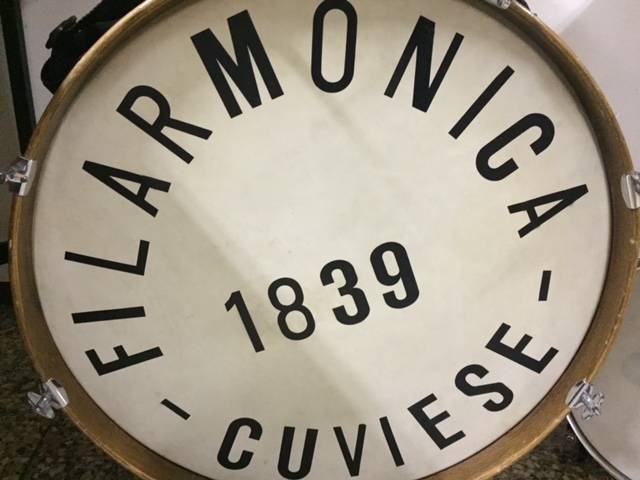 FILARMONICA
1839
- CUVIESE -